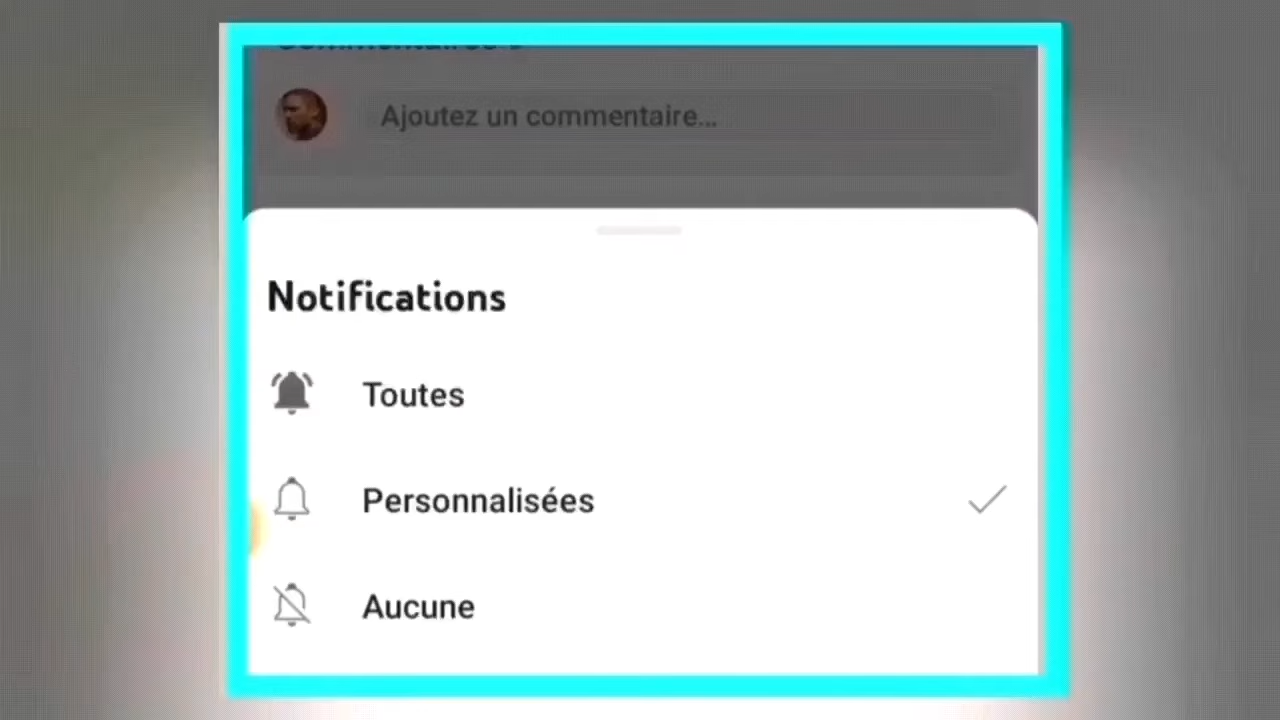 Ajoutez un commentaire...
Notifications
Toutes
Personnalisées
Aucune